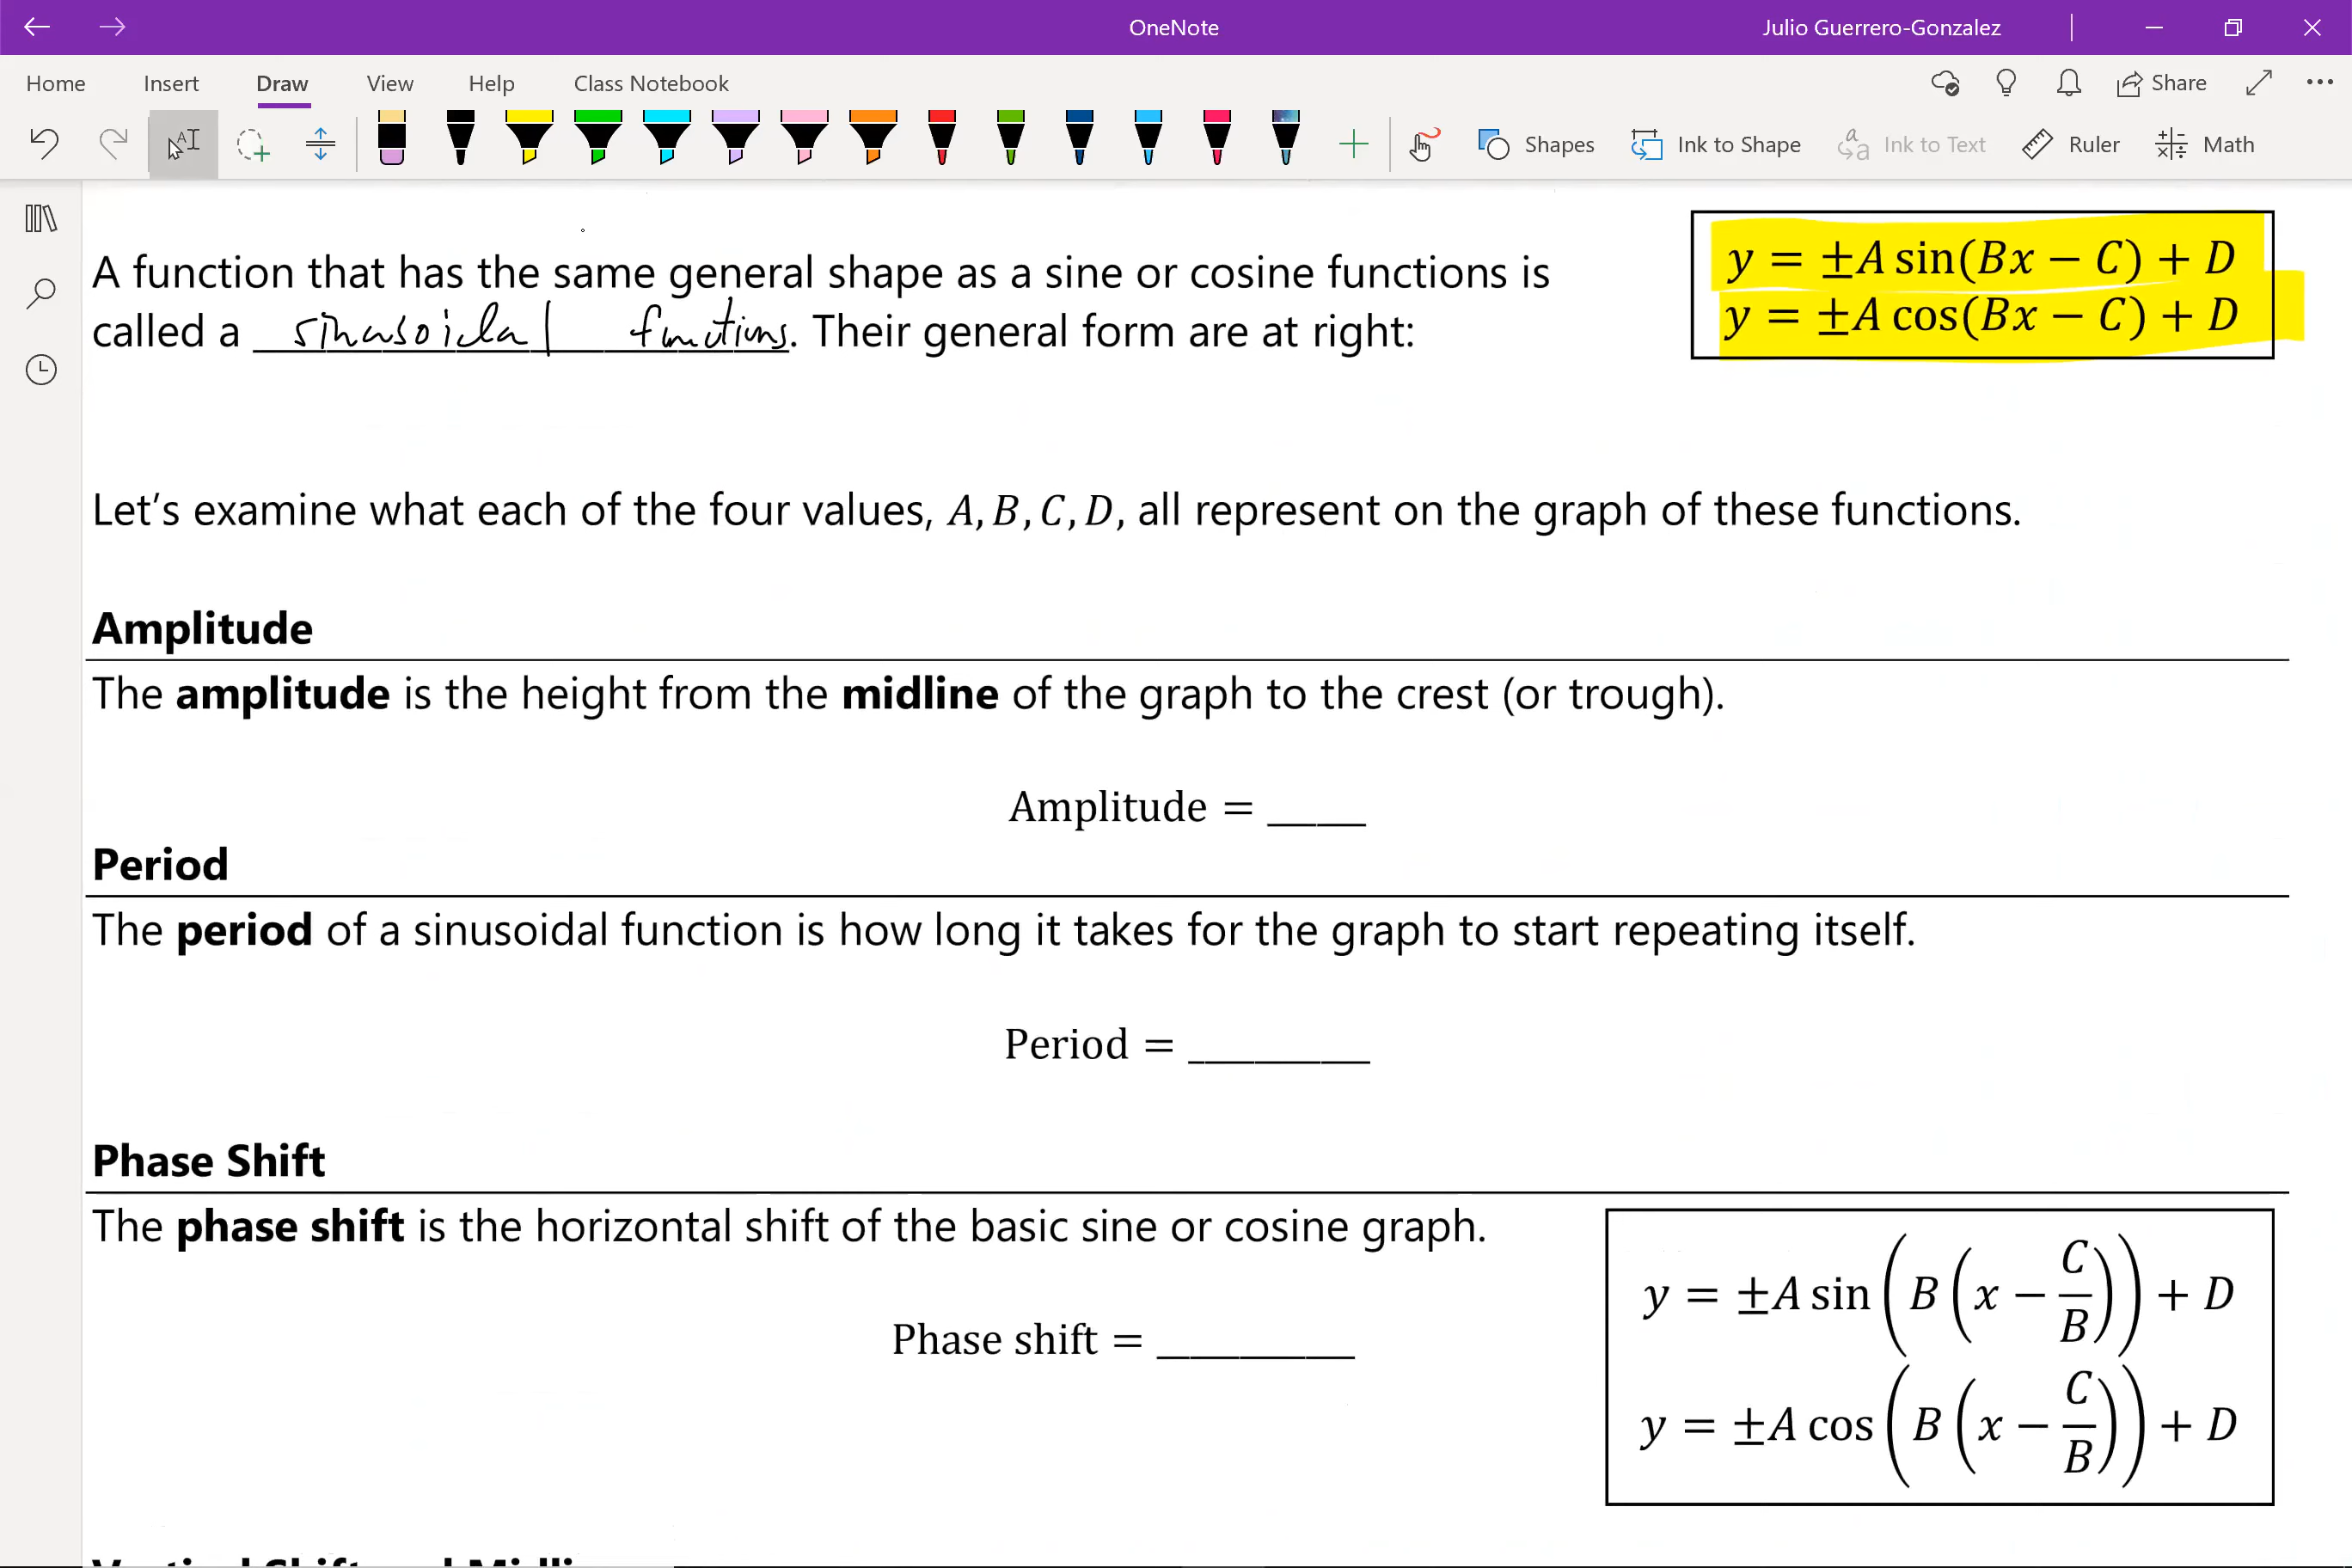 OneNote
Julio Guerrero-Gonzalez
Home Insert Draw View Help Class Notebook Share
Shapes Ink to Shape Ink to Text Ruler Math
A function that has the same general shape as a sine or cosine functions is
called a sinusoidal functions. Their general form are at right:
y = ±A sin(Bx − C) + D
y = ±A cos(Bx − C) + D
Let's examine what each of the four values, A, B, C, D, all represent on the graph of these functions.
Amplitude
The amplitude is the height from the midline of the graph to the crest (or trough).
Amplitude = _____
Period
The period of a sinusoidal function is how long it takes for the graph to start repeating itself.
Period = _________
Phase Shift
The phase shift is the horizontal shift of the basic sine or cosine graph.
Phase shift = __________
y = ±A sin(B(x − C/B)) + D
y = ±A cos(B(x − C/B)) + D